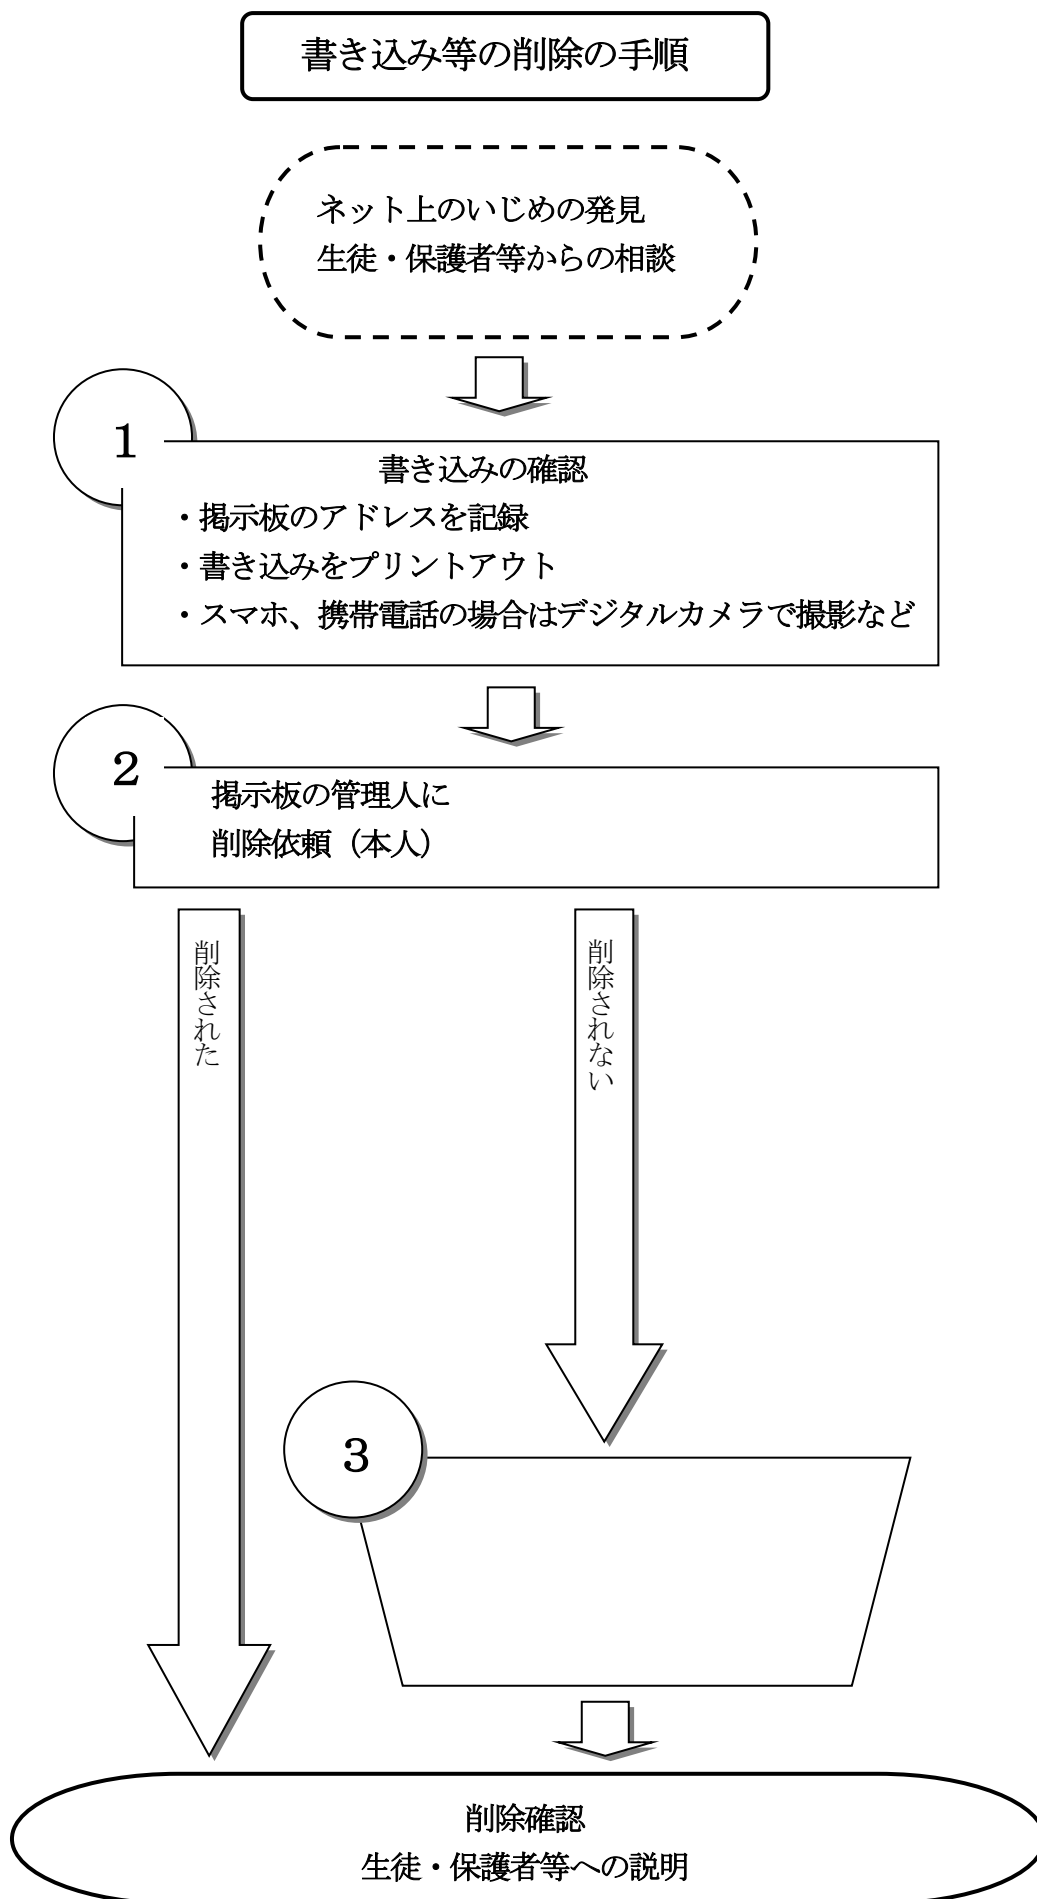 書き込み等の削除の手順
ネット上のいじめの発見
生徒・保護者等からの相談
１
書き込みの確認
・掲示板のアドレスを記録
・書き込みをプリントアウト
・スマホ、携帯電話の場合はデジタルカメラで撮影など
２
掲示板の管理人に
削除依頼（本人）
削除された
削除されない
３
削除確認
生徒・保護者等への説明